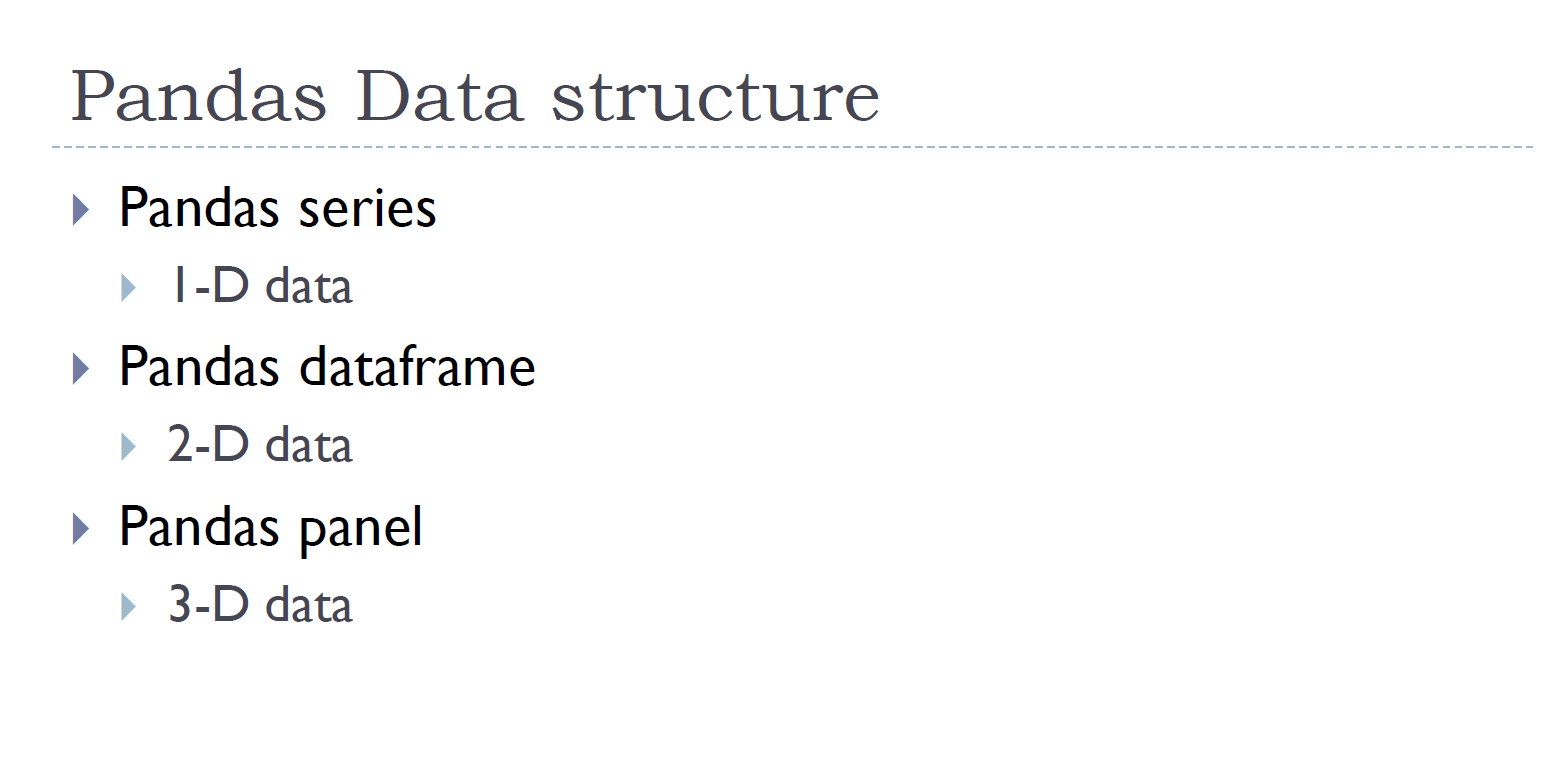 Pandas Data structure
Pandas series
1-D data
Pandas dataframe
2-D data
Pandas panel
3-D data